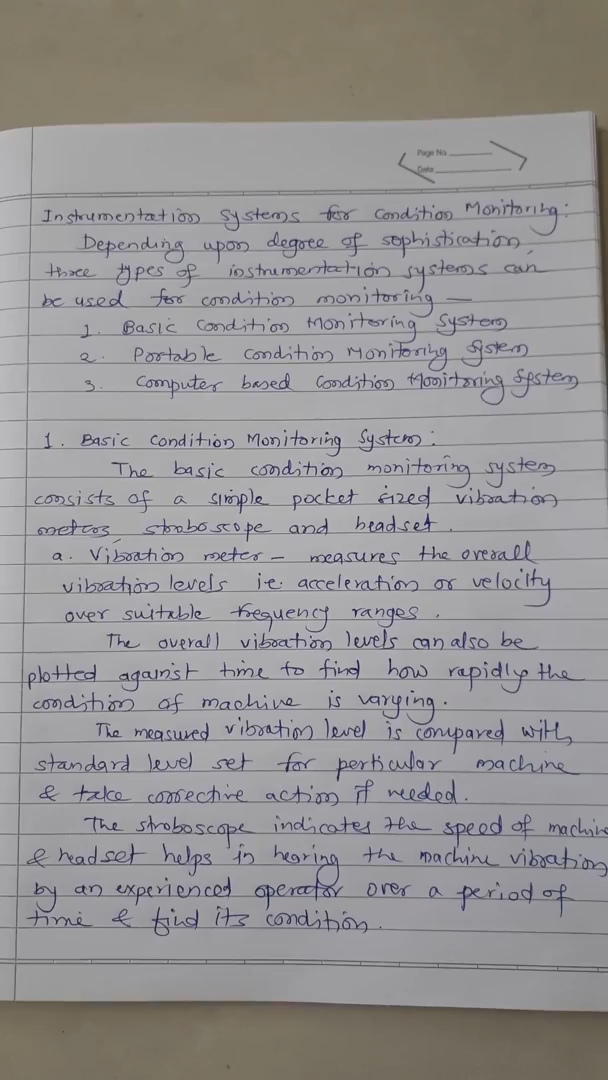 Page No
Date
Instrumentation systems for condition Monitoring:
Depending upon degree of sophistication,
three types of instrumentation systems can
be used for condition monitoring —
1. Basic Condition Monitoring System
2. Portable condition Monitoring System
3. Computer based Condition Monitoring System
1. Basic condition Monitoring System:
The basic condition monitoring system
consists of a simple pocket sized vibration
meters, stroboscope and headset.
a. Vibration meter – measures the overall
vibration levels i.e. acceleration or velocity
over suitable frequency ranges.
The overall vibration levels can also be
plotted against time to find how rapidly the
condition of machine is varying.
The measured vibration level is compared with
standard level set for perticular machine
& take corrective action if needed.
The stroboscope indicates the speed of machine
& headset helps in hearing the machine vibration
by an experienced operator over a period of
time & find its condition.